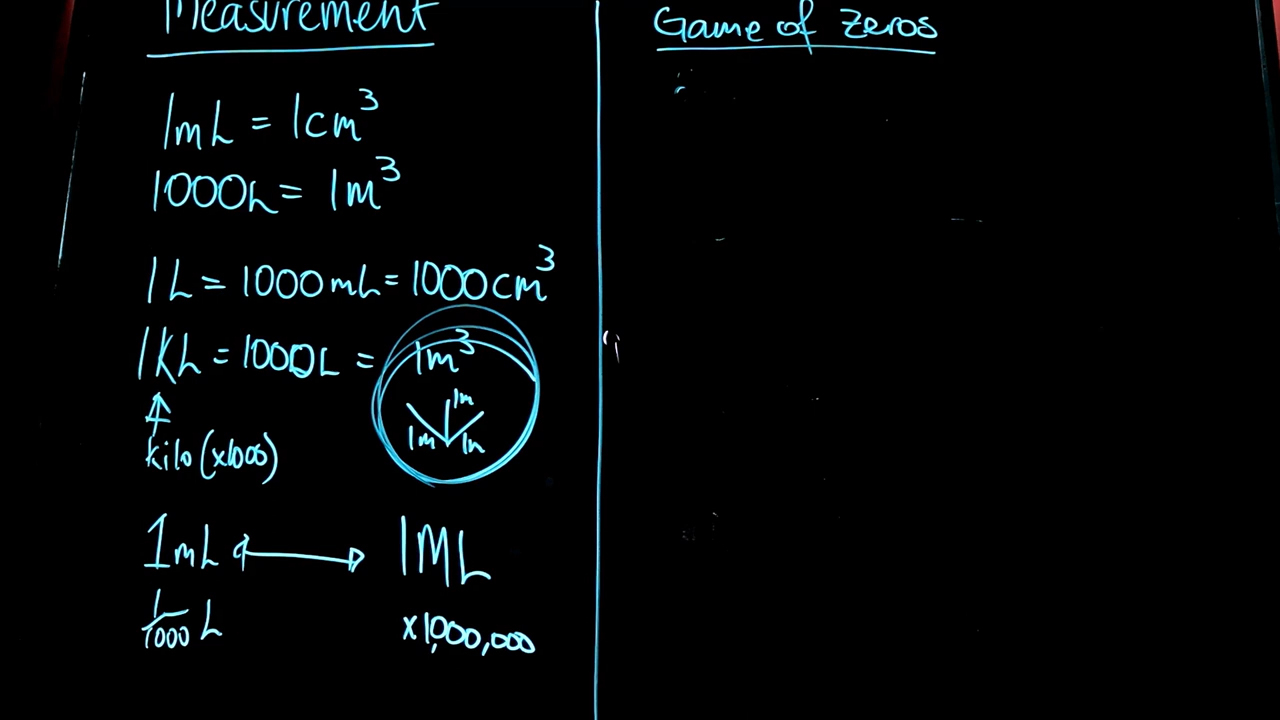 Measurement
1mL = 1cm³
1000L = 1m³
1L = 1000mL = 1000cm³
1KL = 1000L = 1m³
1m
1m 1m
kilo (x1000)
1mL ↔ 1ML
1/1000 L x1,000,000
Game of Zeros